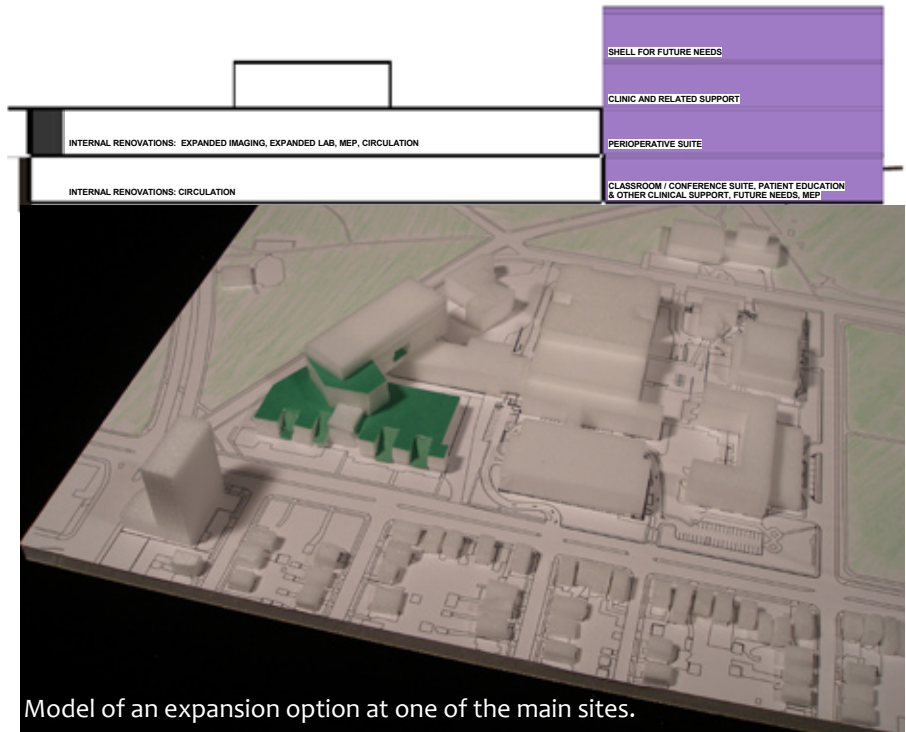 SHELL FOR FUTURE NEEDS
CLINIC AND RELATED SUPPORT
INTERNAL RENOVATIONS: EXPANDED IMAGING, EXPANDED LAB, MEP, CIRCULATION
PERIOPERATIVE SUITE
INTERNAL RENOVATIONS: CIRCULATION
CLASSROOM / CONFERENCE SUITE, PATIENT EDUCATION
& OTHER CLINICAL SUPPORT, FUTURE NEEDS, MEP
Model of an expansion option at one of the main sites.